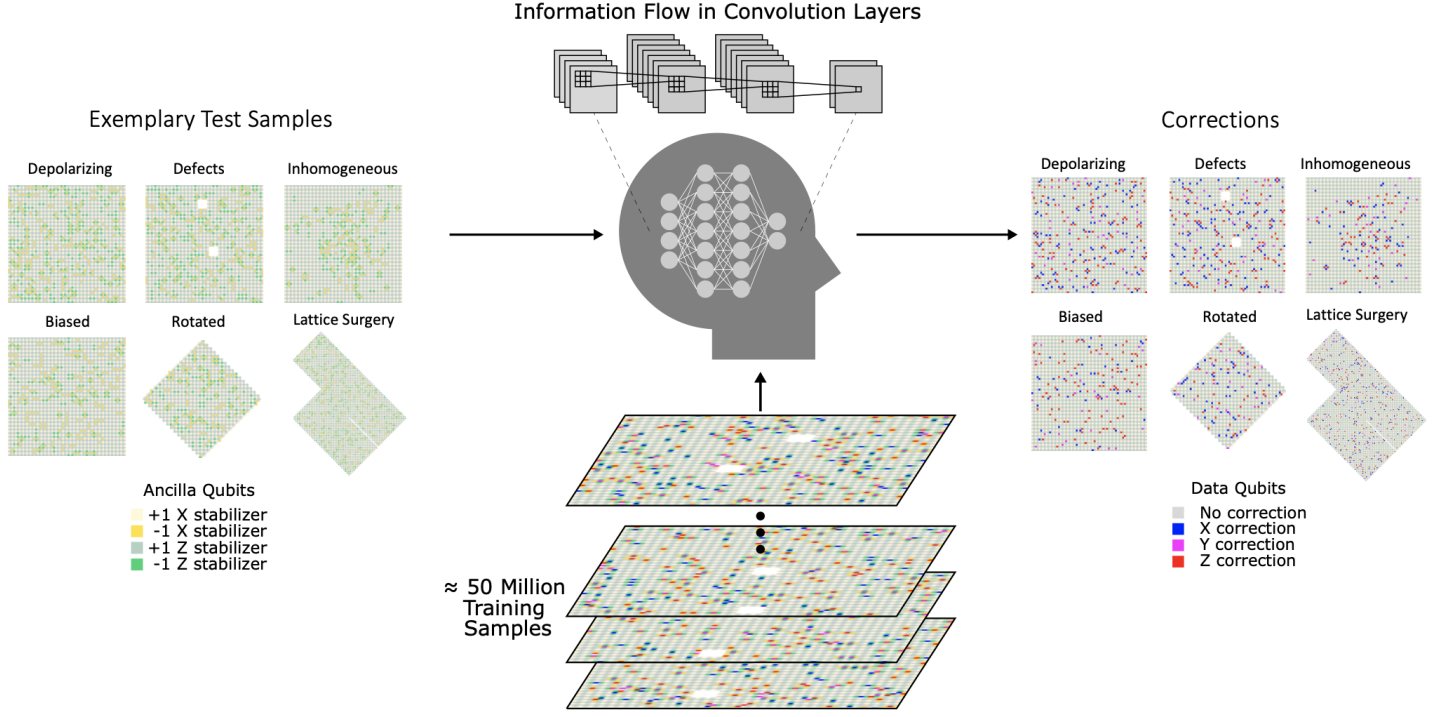 Information Flow in Convolution Layers
Exemplary Test Samples
Depolarizing
Defects
Inhomogeneous
Biased
Rotated
Lattice Surgery
Ancilla Qubits
+1 X stabilizer
-1 X stabilizer
+1 Z stabilizer
-1 Z stabilizer
≈ 50 Million
Training
Samples
Corrections
Depolarizing
Defects
Inhomogeneous
Biased
Rotated
Lattice Surgery
Data Qubits
No correction
X correction
Y correction
Z correction